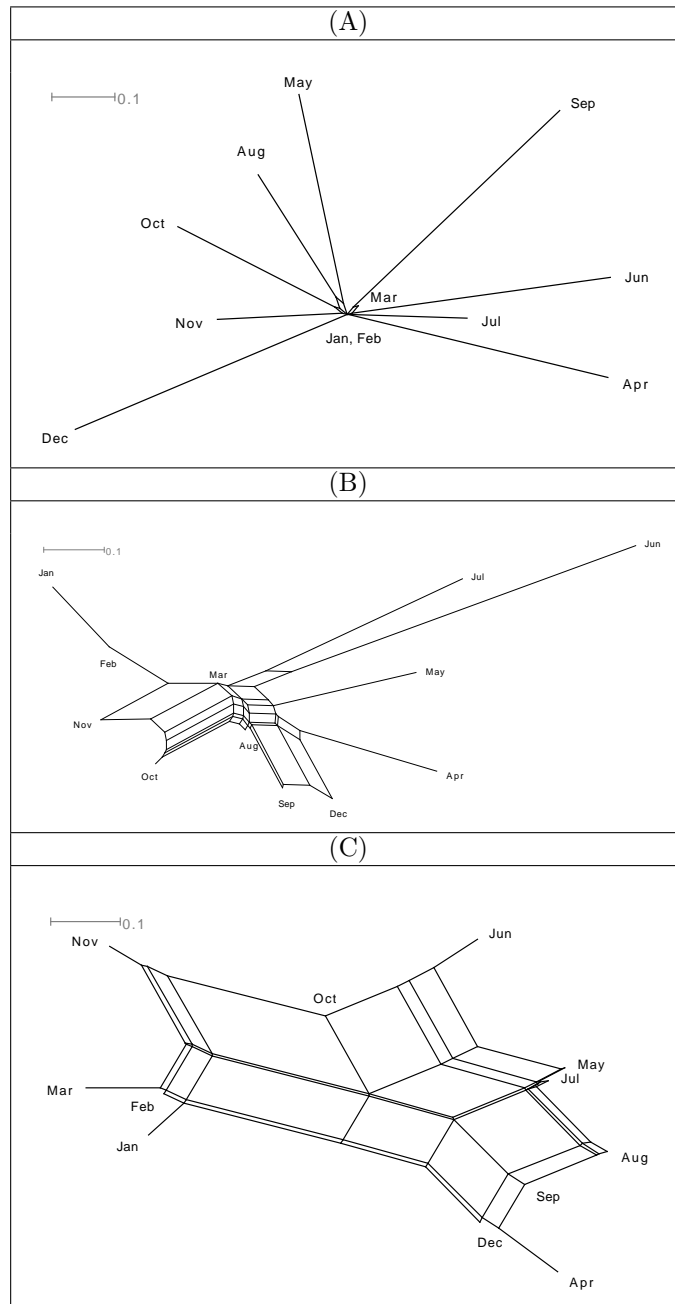 (A)
0.1
May
Sep
Aug
Oct
Jun
Mar
Nov
Jul
Jan, Feb
Apr
Dec
(B)
0.1
Jun
Jan
Jul
Feb
Mar
May
Nov
Aug
Oct
Apr
Sep
Dec
(C)
0.1
Nov
Jun
Oct
May
Jul
Mar
Feb
Jan
Aug
Sep
Dec
Apr